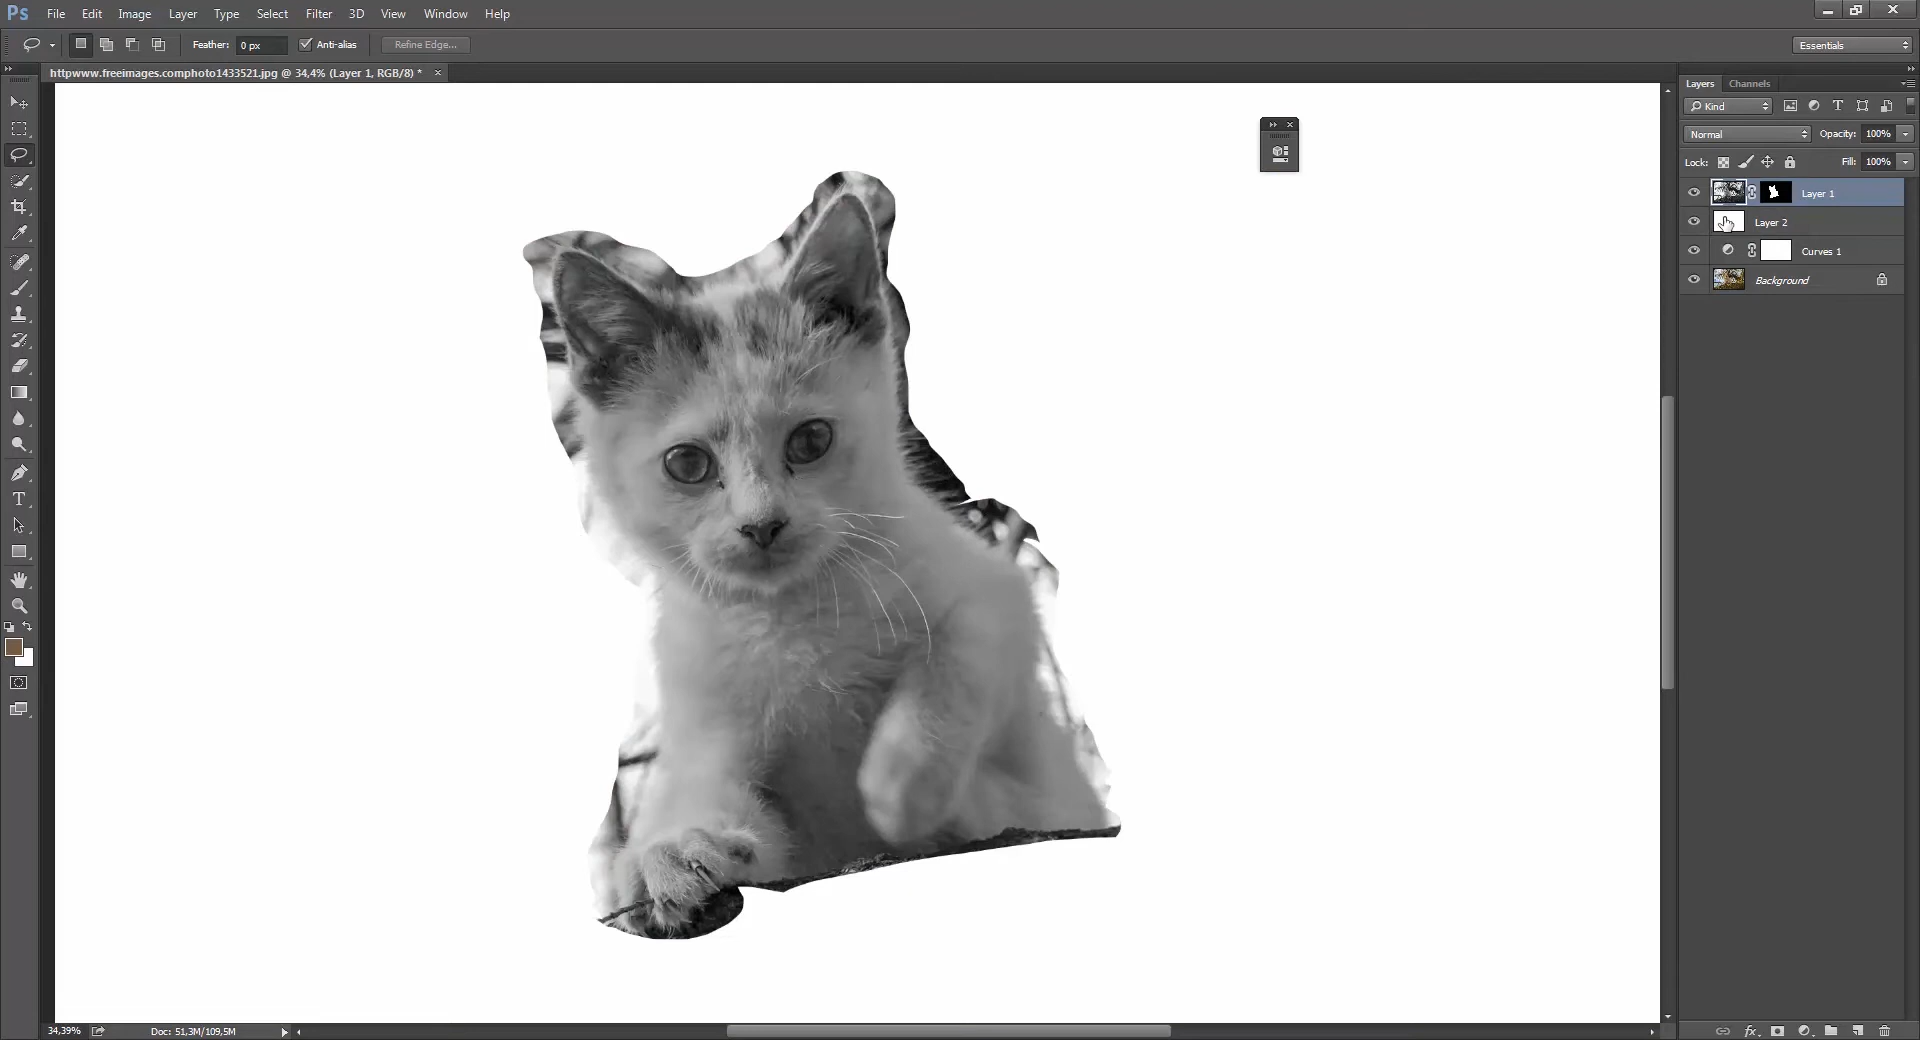 Ps File Edit Image Layer Type Select Filter 3D View Window Help
Feather: 0 px Anti-alias Refine Edge... Essentials
httpwww.freeimages.comphoto1433521.jpg @ 34,4% (Layer 1, RGB/8) *
Layers Channels
Kind
Normal Opacity: 100%
Lock: Fill: 100%
Layer 1
Layer 2
Curves 1
Background
34,39% Doc: 51,3M/109,5M